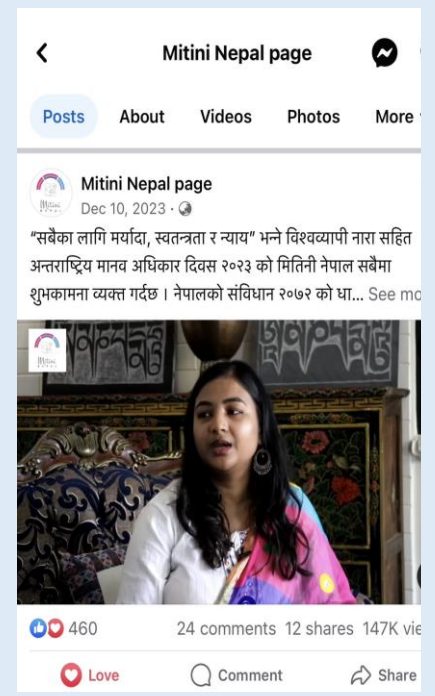 Mitini Nepal page
Posts About Videos Photos More
Mitini Nepal page
Dec 10, 2023 ·
“सबैका लागि मर्यादा, स्वतन्त्रता र न्याय” भन्ने विश्वव्यापी नारा सहित
अन्तराष्ट्रिय मानव अधिकार दिवस २०२३ को मितिनी नेपाल सबैमा
शुभकामना व्यक्त गर्दछ । नेपालको संविधान २०७२ को धा... See mo
460 24 comments 12 shares 147K vie
Love Comment Share